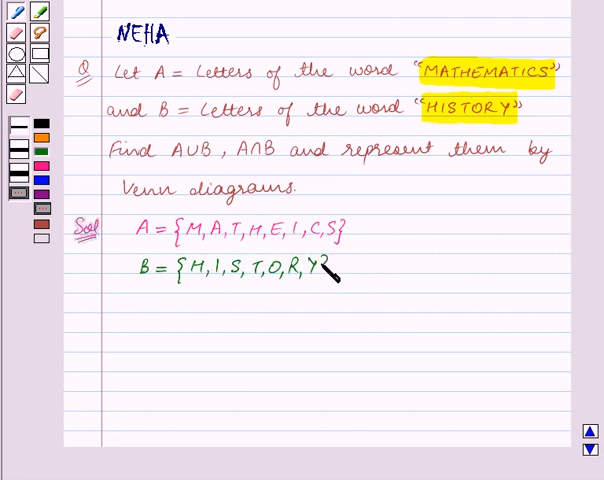 NEHA
Q Let A = Letters of the word "MATHEMATICS"
and B = Letters of the word "HISTORY"
Find A∪B, A∩B and represent them by
Venn diagrams.
Sol A = {M, A, T, H, E, I, C, S}
B = {H, I, S, T, O, R, Y}